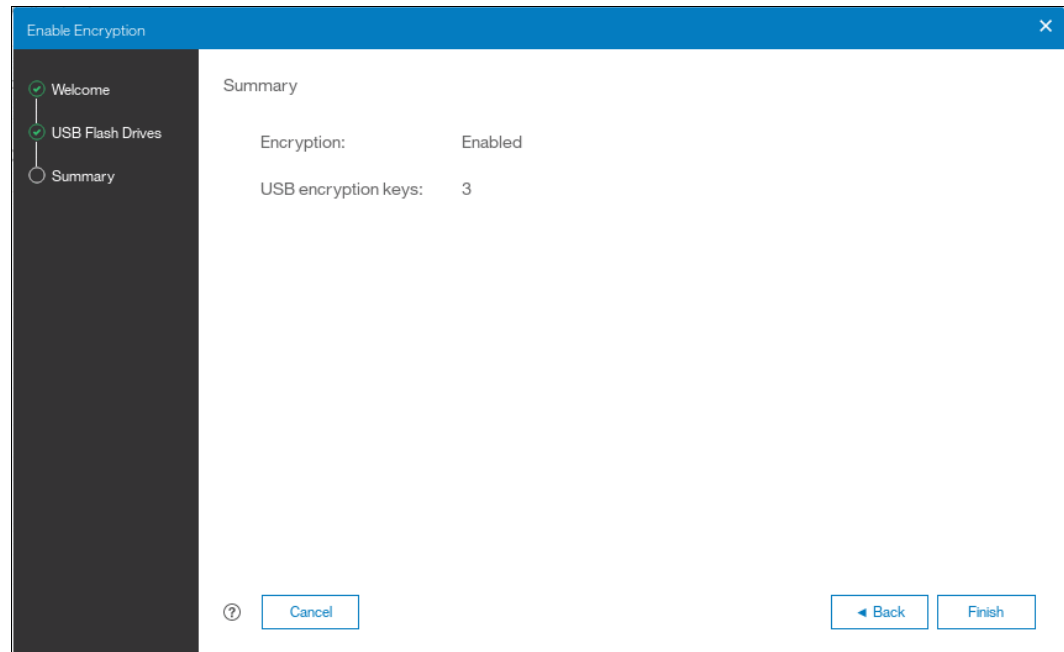 Enable Encryption
Welcome
USB Flash Drives
Summary
Summary
Encryption: Enabled
USB encryption keys: 3
? Cancel ◄ Back Finish